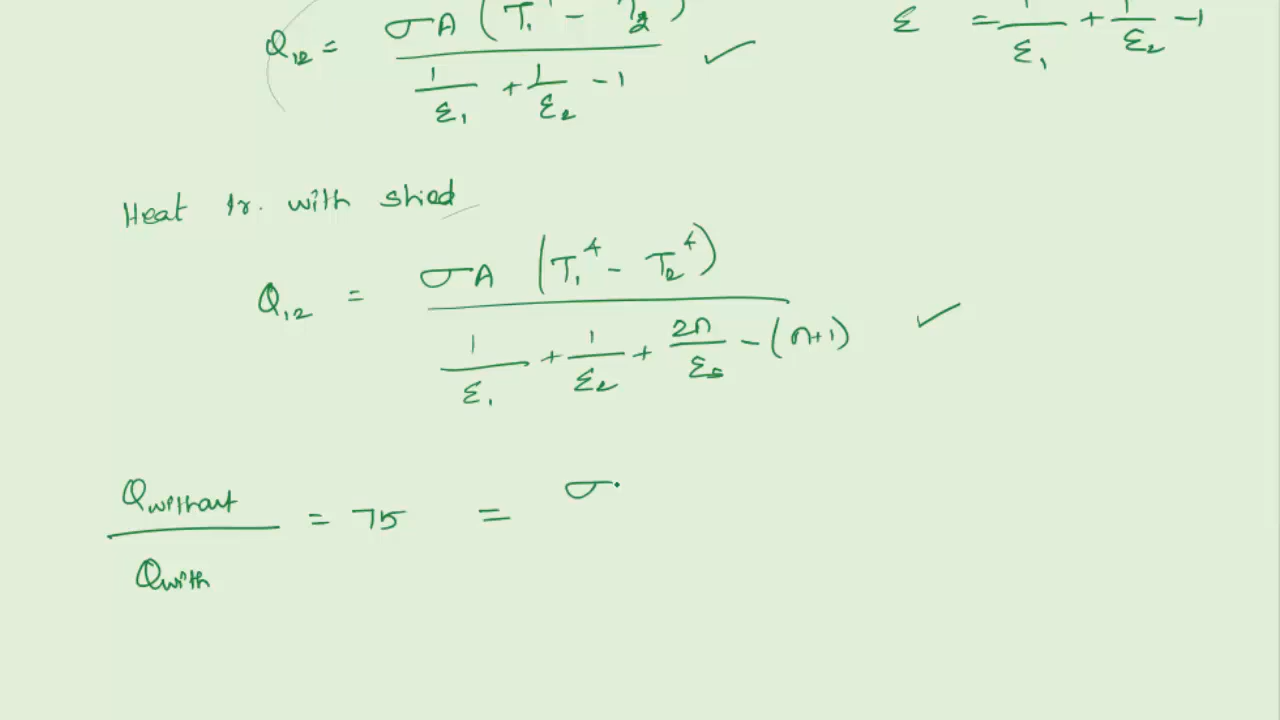 Q₁₂ = σA (T₁⁴ − T₂ ) / (1/ε₁ + 1/ε₂ − 1) ✓
ε = 1/ε₁ + 1/ε₂ − 1
Heat tr. with shied
Q₁₂ = σA (T₁⁴ − T₂⁴) / (1/ε₁ + 1/ε₂ + 2n/εs − (n+1)) ✓
Qwithout / Qwith = 75 = σ